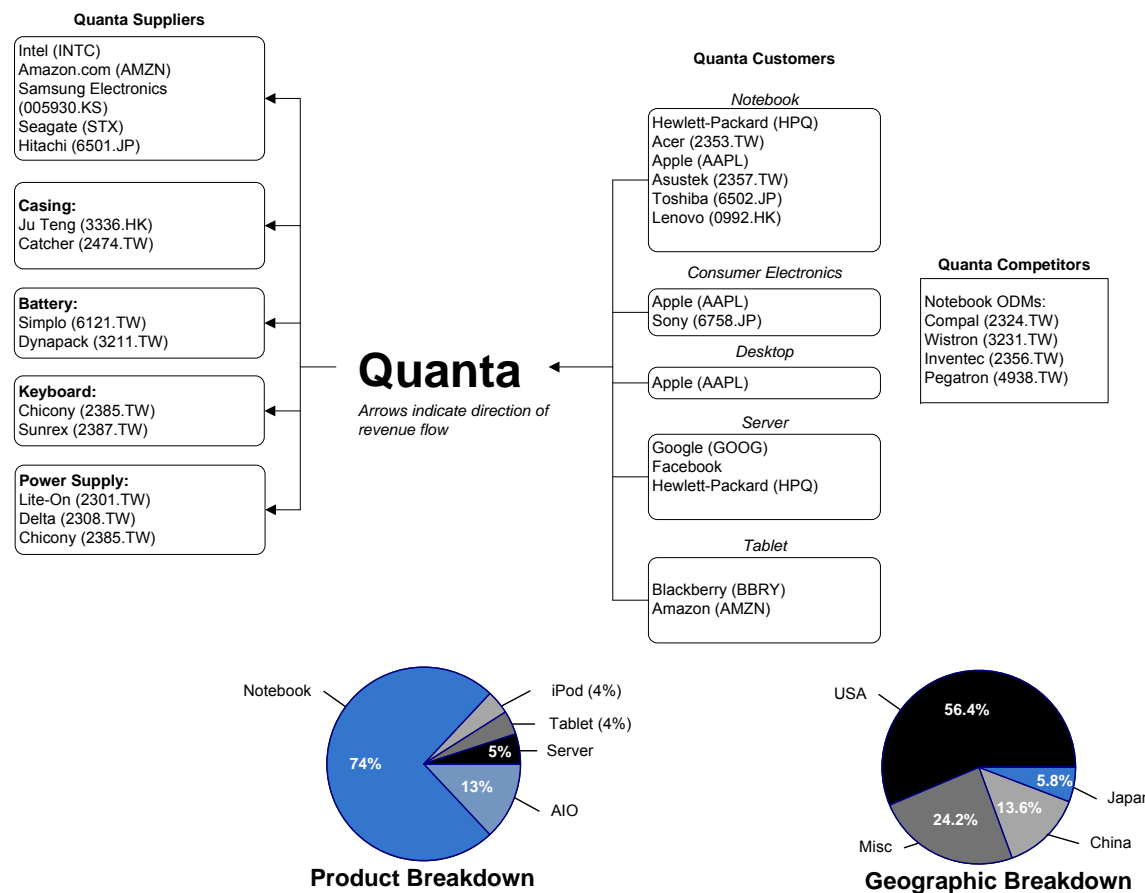 Quanta Suppliers
Intel (INTC)
Amazon.com (AMZN)
Samsung Electronics
(005930.KS)
Seagate (STX)
Hitachi (6501.JP)
Casing:
Ju Teng (3336.HK)
Catcher (2474.TW)
Battery:
Simplo (6121.TW)
Dynapack (3211.TW)
Keyboard:
Chicony (2385.TW)
Sunrex (2387.TW)
Power Supply:
Lite-On (2301.TW)
Delta (2308.TW)
Chicony (2385.TW)
Quanta
Arrows indicate direction of
revenue flow
Quanta Customers
Notebook
Hewlett-Packard (HPQ)
Acer (2353.TW)
Apple (AAPL)
Asustek (2357.TW)
Toshiba (6502.JP)
Lenovo (0992.HK)
Consumer Electronics
Apple (AAPL)
Sony (6758.JP)
Desktop
Apple (AAPL)
Server
Google (GOOG)
Facebook
Hewlett-Packard (HPQ)
Tablet
Blackberry (BBRY)
Amazon (AMZN)
Quanta Competitors
Notebook ODMs:
Compal (2324.TW)
Wistron (3231.TW)
Inventec (2356.TW)
Pegatron (4938.TW)
Notebook
74%
iPod (4%)
Tablet (4%)
Server
5%
13%
AIO
Product Breakdown
USA
56.4%
5.8%
Japan
13.6%
China
24.2%
Misc
Geographic Breakdown